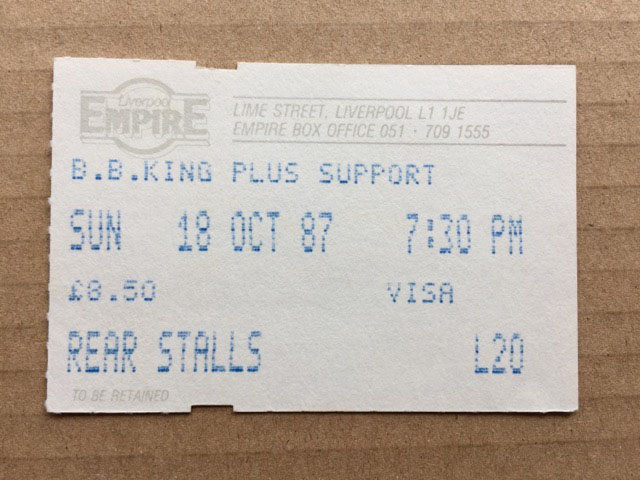 Liverpool
EMPIRE
LIME STREET, LIVERPOOL L1 1JE
EMPIRE BOX OFFICE 051 · 709 1555
B.B.KING PLUS SUPPORT
SUN 18 OCT 87 7:30 PM
£8.50 VISA
REAR STALLS L20
TO BE RETAINED